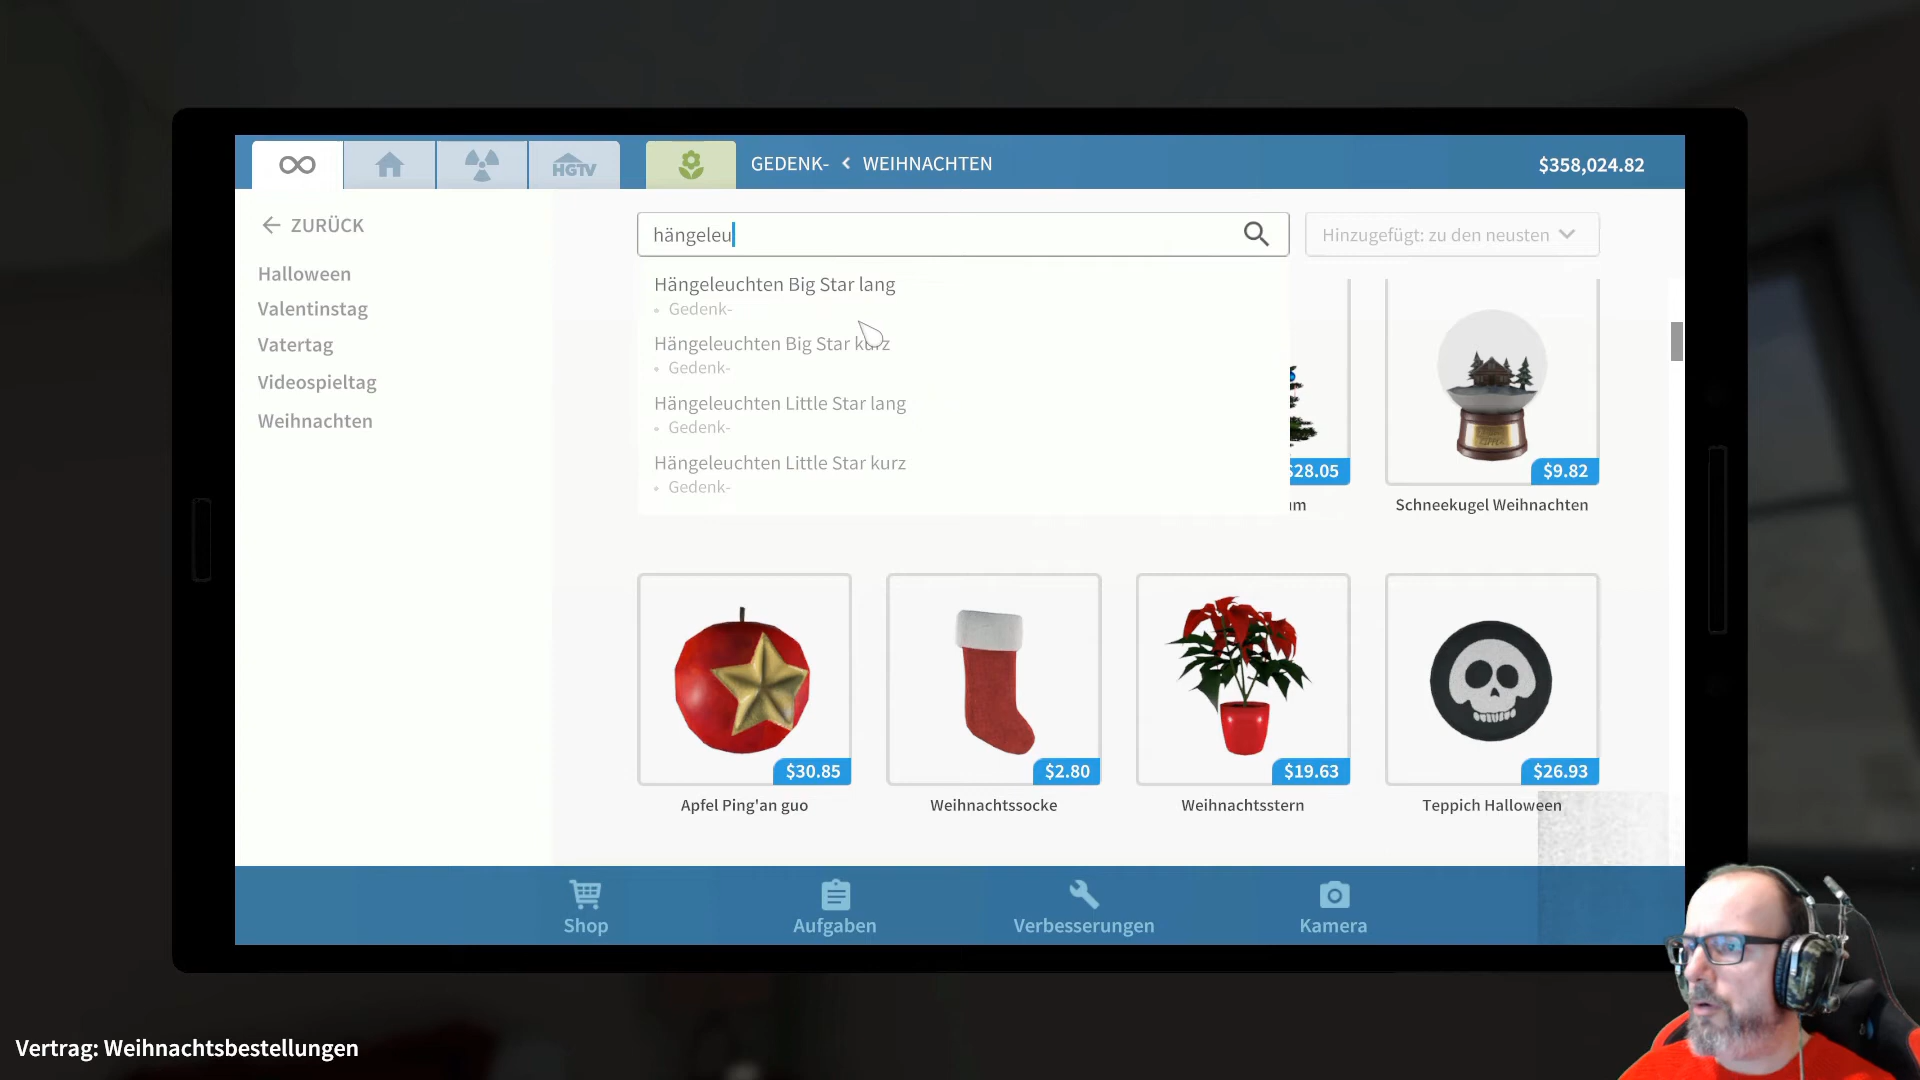 HGTV
GEDENK- < WEIHNACHTEN
$358,024.82
ZURÜCK
hängeleu
Hinzugefügt: zu den neusten
Halloween
Valentinstag
Vatertag
Videospieltag
Weihnachten
Hängeleuchten Big Star lang
• Gedenk-
Hängeleuchten Big Star kurz
• Gedenk-
Hängeleuchten Little Star lang
• Gedenk-
Hängeleuchten Little Star kurz
• Gedenk-
$28.05
$9.82
um
Schneekugel Weihnachten
$30.85
$2.80
$19.63
$26.93
Apfel Ping'an guo
Weihnachtssocke
Weihnachtsstern
Teppich Halloween
Shop
Aufgaben
Verbesserungen
Kamera
Vertrag: Weihnachtsbestellungen